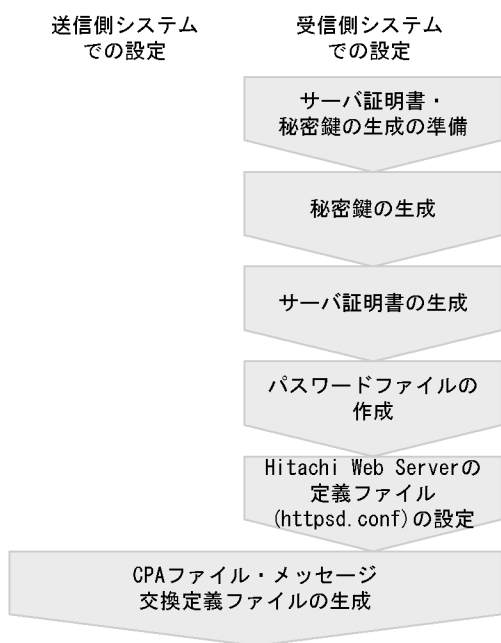 送信側システム
での設定
受信側システム
での設定
サーバ証明書・
秘密鍵の生成の準備
秘密鍵の生成
サーバ証明書の生成
パスワードファイルの
作成
Hitachi Web Serverの
定義ファイル
(httpsd.conf)の設定
CPAファイル・メッセージ
交換定義ファイルの生成